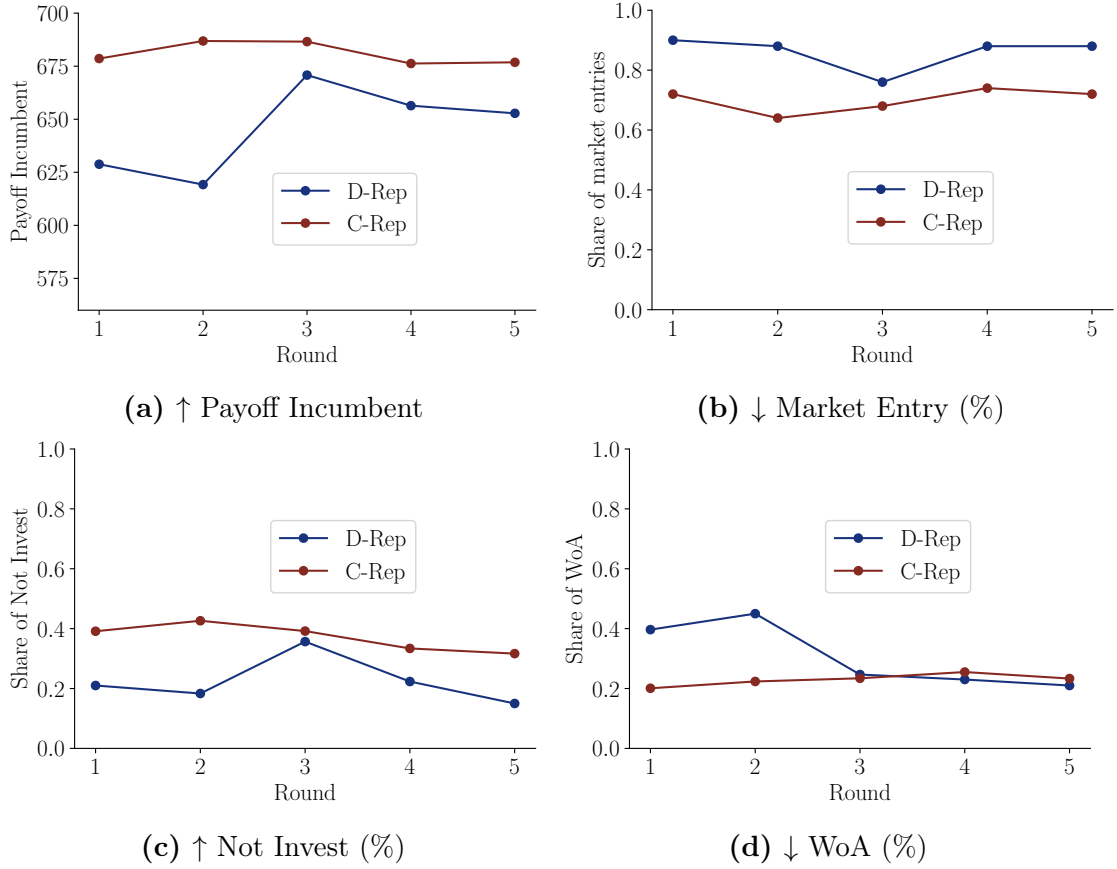 700
675
650
625
600
575
Payoff Incumbent
D-Rep
C-Rep
1 2 3 4 5
Round
(a) ↑ Payoff Incumbent
1.0
0.8
0.6
0.4
0.2
0.0
Share of market entries
D-Rep
C-Rep
1 2 3 4 5
Round
(b) ↓ Market Entry (%)
1.0
0.8
0.6
0.4
0.2
0.0
Share of Not Invest
D-Rep
C-Rep
1 2 3 4 5
Round
(c) ↑ Not Invest (%)
1.0
0.8
0.6
0.4
0.2
0.0
Share of WoA
D-Rep
C-Rep
1 2 3 4 5
Round
(d) ↓ WoA (%)